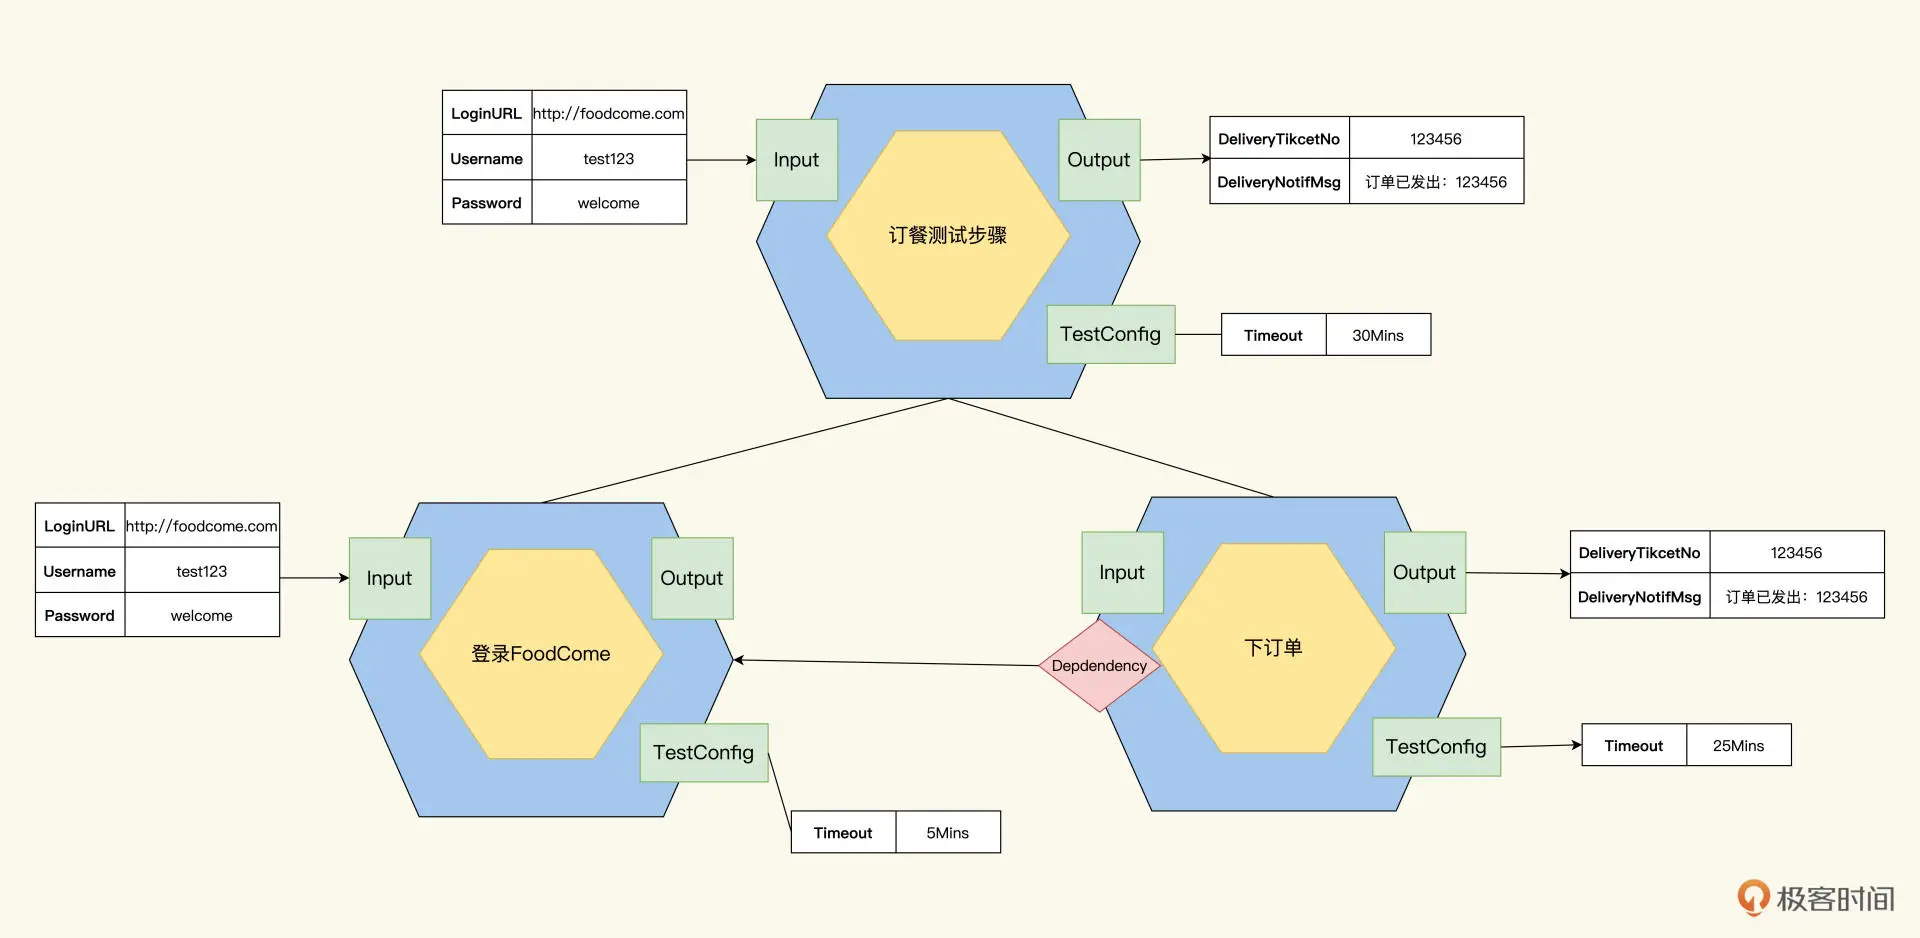 LoginURL http://foodcome.com
Username test123
Password welcome
Input
Output
DeliveryTikcetNo 123456
DeliveryNotifMsg 订单已发出：123456
订餐测试步骤
TestConfig
Timeout 30Mins
LoginURL http://foodcome.com
Username test123
Password welcome
Input
Output
登录FoodCome
TestConfig
Timeout 5Mins
Input
Output
DeliveryTikcetNo 123456
DeliveryNotifMsg 订单已发出：123456
Depdendency
下订单
TestConfig
Timeout 25Mins
极客时间